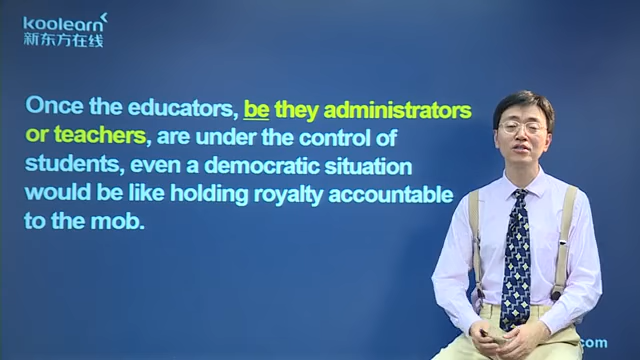 koolearn
新东方在线
Once the educators, be they administrators
or teachers, are under the control of
students, even a democratic situation
would be like holding royalty accountable
to the mob.
.com